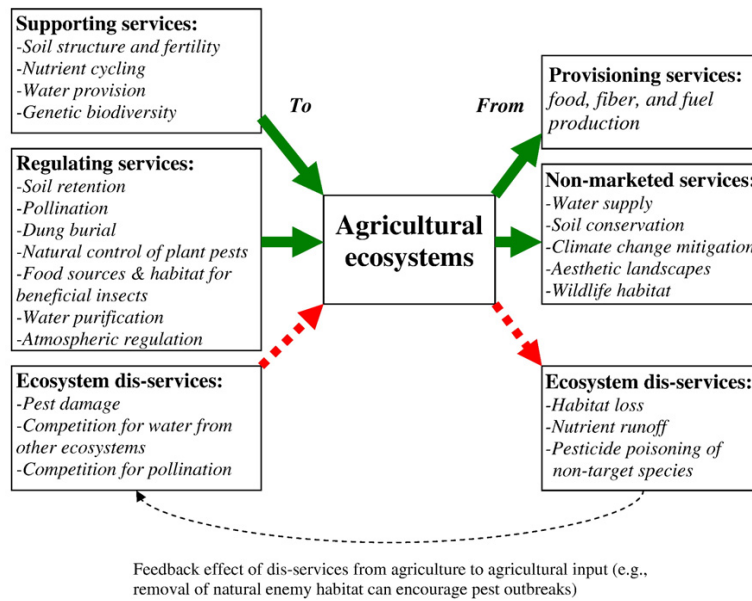 Supporting services:
-Soil structure and fertility
-Nutrient cycling
-Water provision
-Genetic biodiversity
Regulating services:
-Soil retention
-Pollination
-Dung burial
-Natural control of plant pests
-Food sources & habitat for
beneficial insects
-Water purification
-Atmospheric regulation
Ecosystem dis-services:
-Pest damage
-Competition for water from
other ecosystems
-Competition for pollination
To
From
Agricultural
ecosystems
Provisioning services:
food, fiber, and fuel
production
Non-marketed services:
-Water supply
-Soil conservation
-Climate change mitigation
-Aesthetic landscapes
-Wildlife habitat
Ecosystem dis-services:
-Habitat loss
-Nutrient runoff
-Pesticide poisoning of
non-target species
Feedback effect of dis-services from agriculture to agricultural input (e.g.,
removal of natural enemy habitat can encourage pest outbreaks)